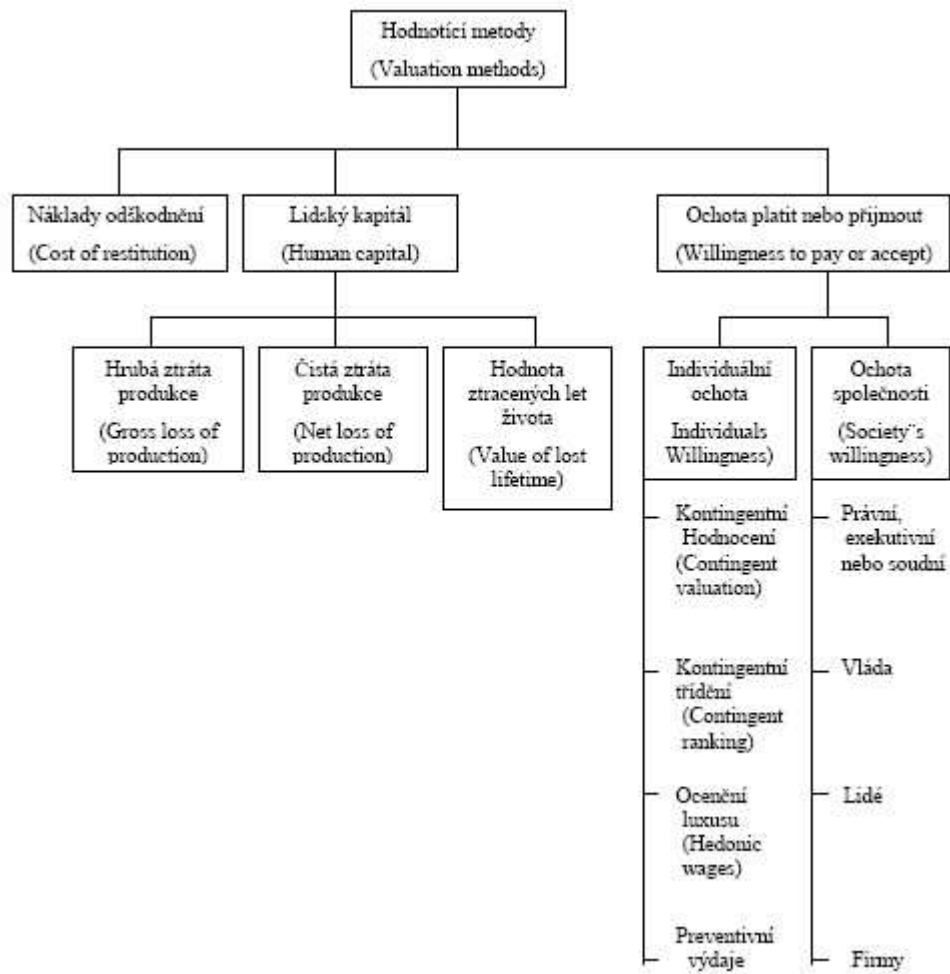 Hodnotící metody
(Valuation methods)
Náklady odškodnění
(Cost of restitution)
Lidský kapitál
(Human capital)
Ochota platit nebo přijmout
(Willingness to pay or accept)
Hrubá ztráta
produkce
(Gross loss of
production)
Čistá ztráta
produkce
(Net loss of
production)
Hodnota
ztracených let
života
(Value of lost
lifetime)
Individuální
ochota
Individuals
Willingness)
Ochota
společnosti
(Society¨s
willingness)
Kontingentní
Hodnocení
(Contingent
valuation)
Kontingentní
třídění
(Contingent
ranking)
Ocenění
luxusu
(Hedonic
wages)
Preventivní
výdaje
Právní,
exekutivní
nebo soudní
Vláda
Lidé
Firmy